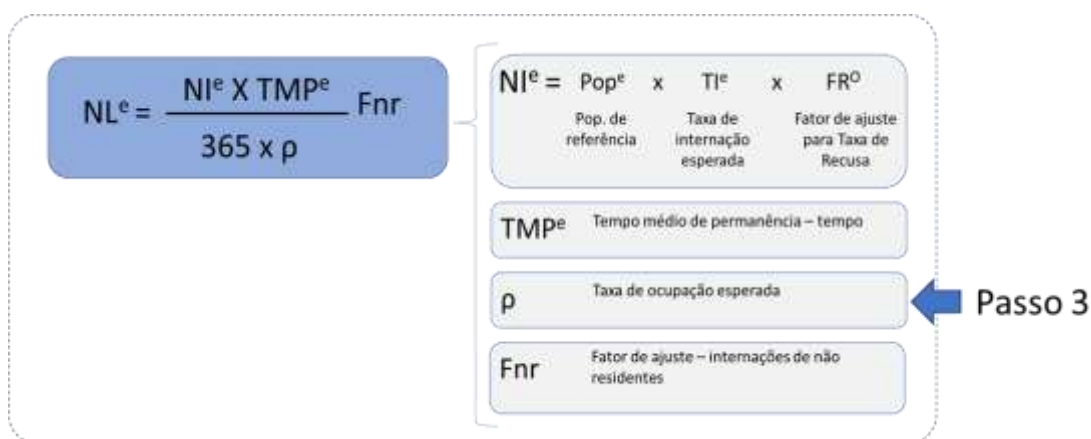 NLᵉ = NIᵉ X TMPᵉ / 365 x ρ Fnr
NIᵉ = Popᵉ x TIᵉ x FRᴼ
Pop. de referência
Taxa de internação esperada
Fator de ajuste para Taxa de Recusa
TMPᵉ Tempo médio de permanência – tempo
ρ Taxa de ocupação esperada
Passo 3
Fnr Fator de ajuste – internações de não
residentes